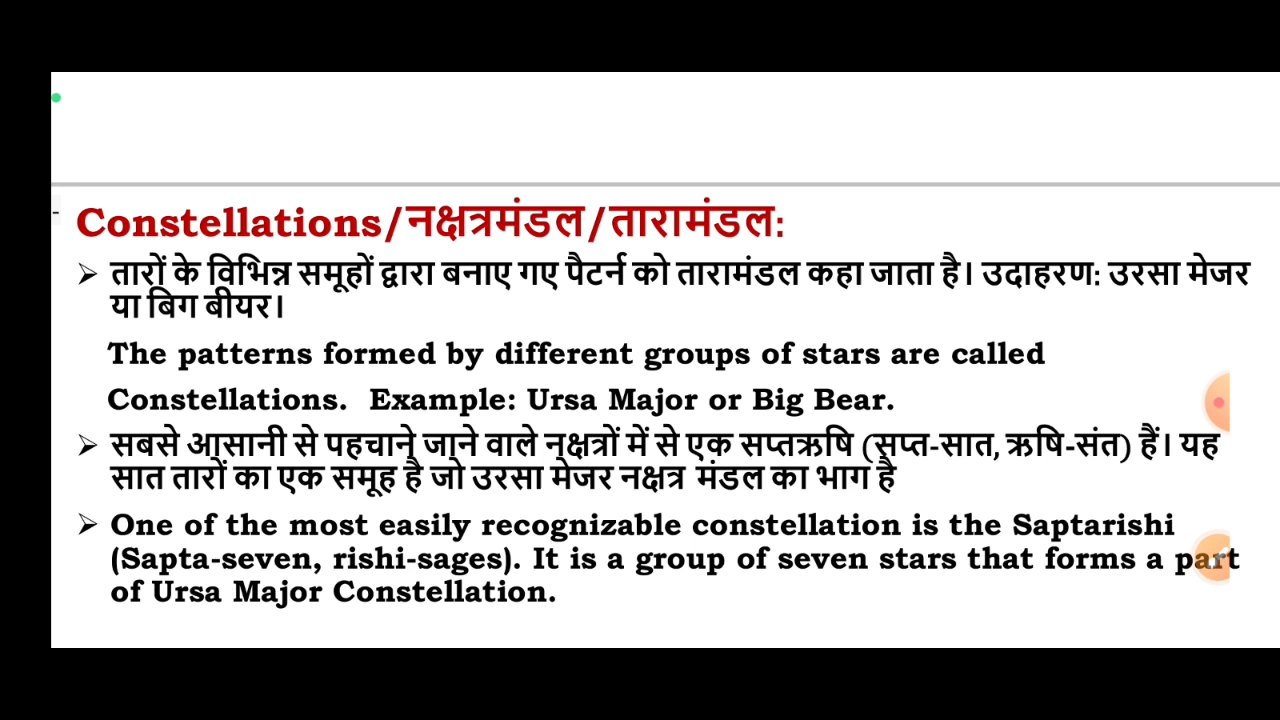 Constellations/नक्षत्रमंडल/तारामंडल:
➢ तारों के विभिन्न समूहों द्वारा बनाए गए पैटर्न को तारामंडल कहा जाता है। उदाहरण: उरसा मेजर
या बिग बीयर।
The patterns formed by different groups of stars are called
Constellations. Example: Ursa Major or Big Bear.
➢ सबसे आसानी से पहचाने जाने वाले नक्षत्रों में से एक सप्तऋषि (सप्त-सात, ऋषि-संत) हैं। यह
सात तारों का एक समूह है जो उरसा मेजर नक्षत्र मंडल का भाग है
➢ One of the most easily recognizable constellation is the Saptarishi
(Sapta-seven, rishi-sages). It is a group of seven stars that forms a part
of Ursa Major Constellation.